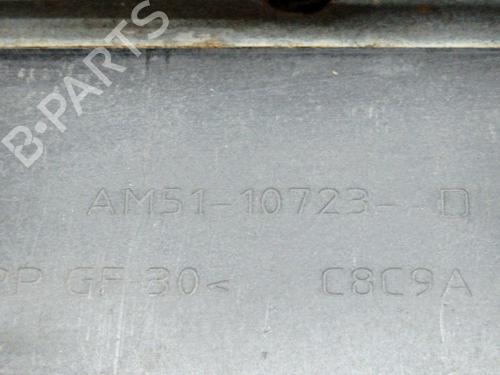 B-PARTS
AM51-10723- D
PP GF 30< C8C9A